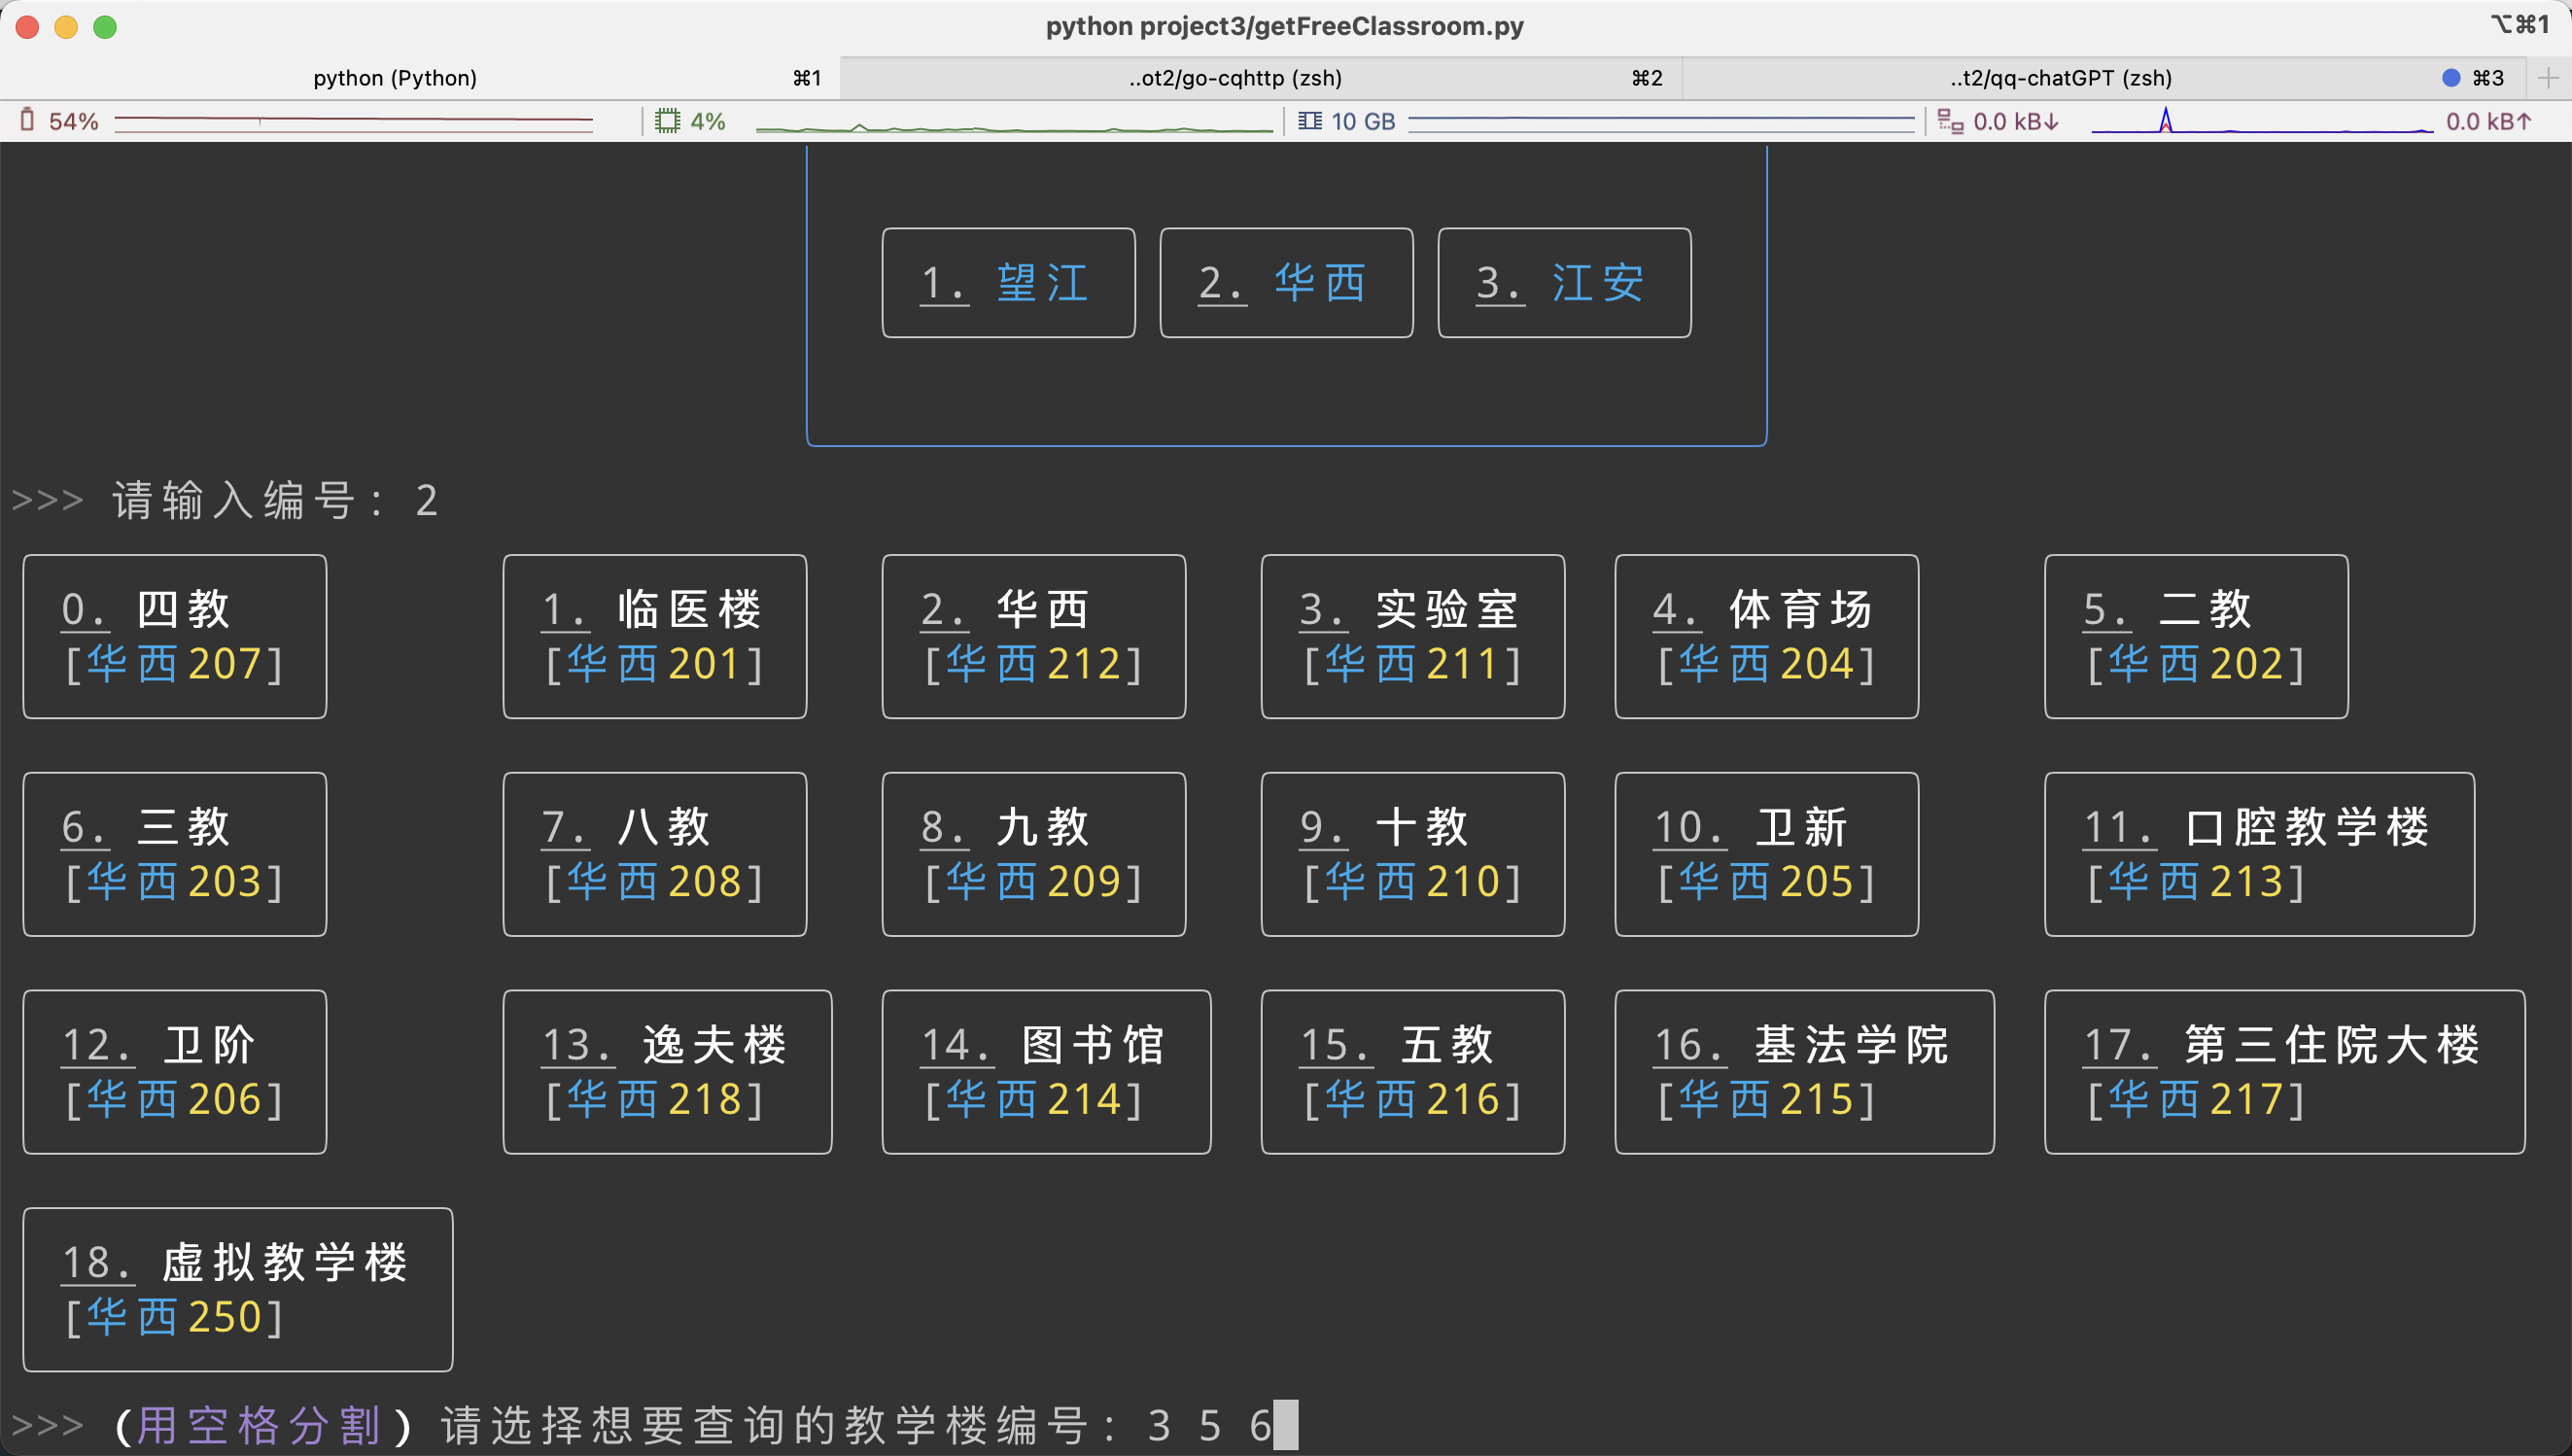 python project3/getFreeClassroom.py ⌥⌘1
python (Python) ⌘1 ..ot2/go-cqhttp (zsh) ⌘2 ..t2/qq-chatGPT (zsh) ⌘3
54% 4% 10 GB 0.0 kB↓ 0.0 kB↑
1. 望江 2. 华西 3. 江安
>>> 请输入编号: 2
0. 四教 1. 临医楼 2. 华西 3. 实验室 4. 体育场 5. 二教
[华西207] [华西201] [华西212] [华西211] [华西204] [华西202]
6. 三教 7. 八教 8. 九教 9. 十教 10. 卫新 11. 口腔教学楼
[华西203] [华西208] [华西209] [华西210] [华西205] [华西213]
12. 卫阶 13. 逸夫楼 14. 图书馆 15. 五教 16. 基法学院 17. 第三住院大楼
[华西206] [华西218] [华西214] [华西216] [华西215] [华西217]
18. 虚拟教学楼
[华西250]
>>> (用空格分割) 请选择想要查询的教学楼编号: 3 5 6